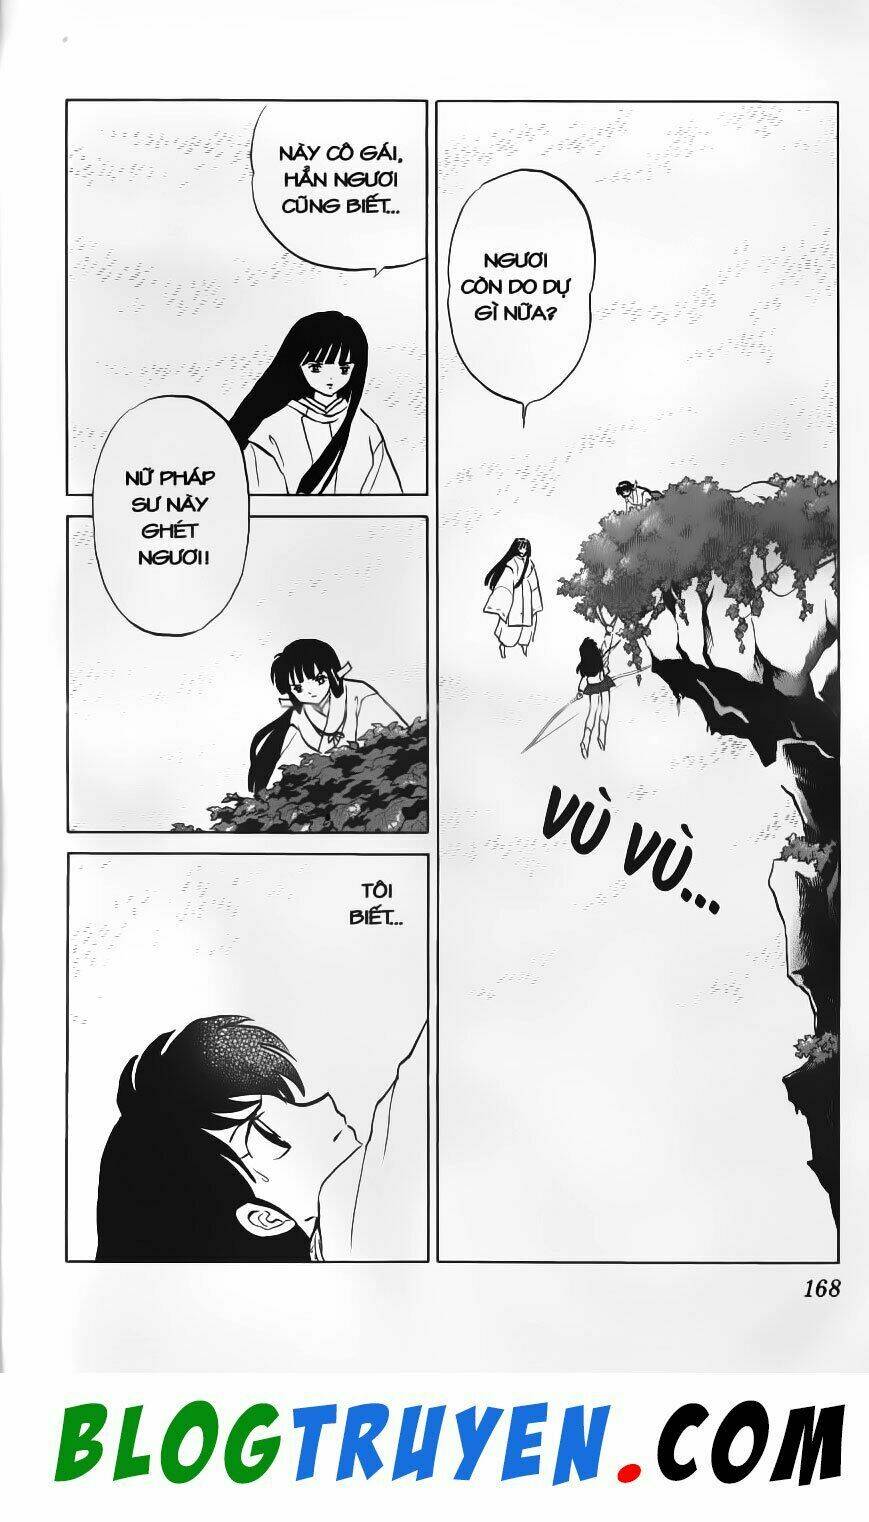 NGƯƠI
CÒN DO DỰ
GÌ NỮA?
VÙ VÙ...
NÀY CÔ GÁI,
HẲN NGƯƠI
CŨNG BIẾT...
NỮ PHÁP
SƯ NÀY
GHÉT
NGƯƠI!
TÔI
BIẾT...
168
BLOGTRUYEN.COM